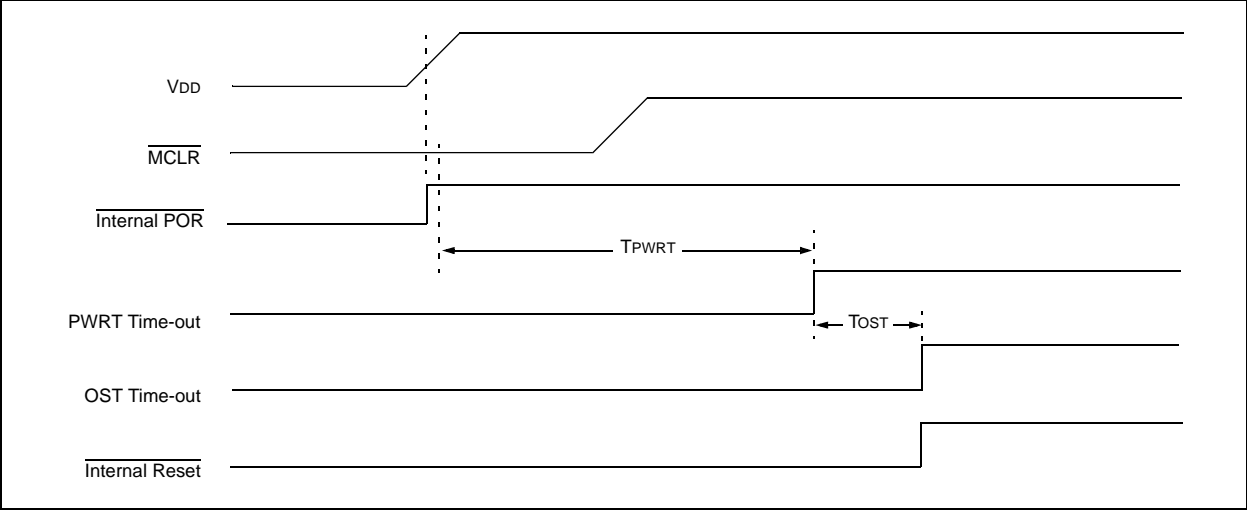 VDD
MCLR
Internal POR
TPWRT
PWRT Time-out
TOST
OST Time-out
Internal Reset